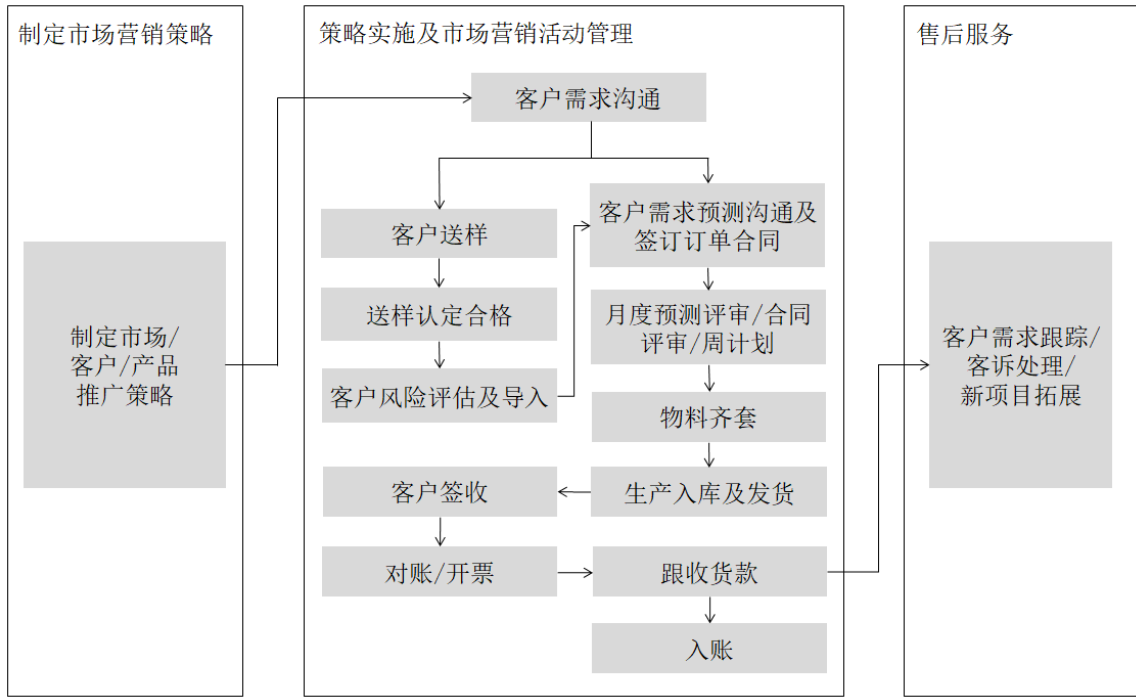 制定市场营销策略
制定市场/
客户/产品
推广策略
策略实施及市场营销活动管理
客户需求沟通
客户送样
送样认定合格
客户风险评估及导入
客户需求预测沟通及
签订订单合同
月度预测评审/合同
评审/周计划
物料齐套
生产入库及发货
客户签收
对账/开票
跟收货款
入账
售后服务
客户需求跟踪/
客诉处理/
新项目拓展